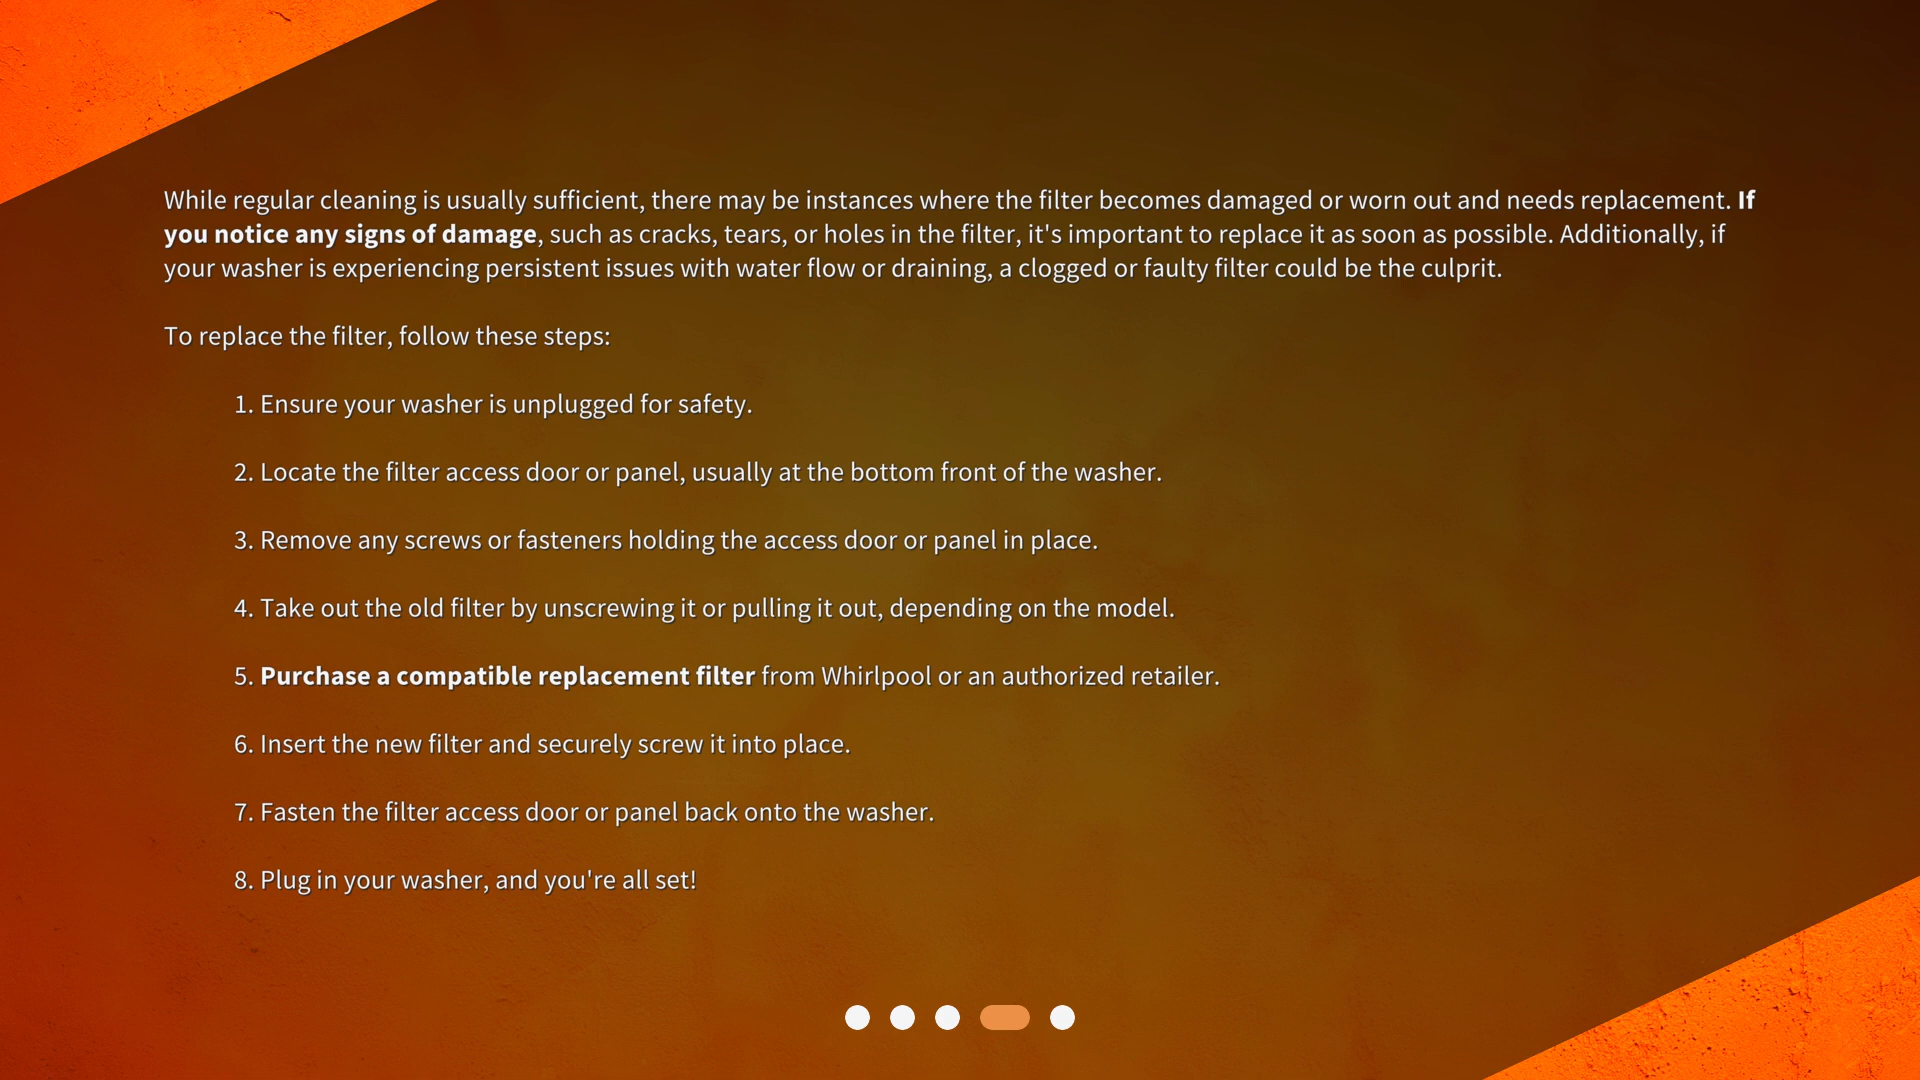 While regular cleaning is usually sufficient, there may be instances where the filter becomes damaged or worn out and needs replacement. If
you notice any signs of damage, such as cracks, tears, or holes in the filter, it's important to replace it as soon as possible. Additionally, if
your washer is experiencing persistent issues with water flow or draining, a clogged or faulty filter could be the culprit.
To replace the filter, follow these steps:
1. Ensure your washer is unplugged for safety.
2. Locate the filter access door or panel, usually at the bottom front of the washer.
3. Remove any screws or fasteners holding the access door or panel in place.
4. Take out the old filter by unscrewing it or pulling it out, depending on the model.
5. Purchase a compatible replacement filter from Whirlpool or an authorized retailer.
6. Insert the new filter and securely screw it into place.
7. Fasten the filter access door or panel back onto the washer.
8. Plug in your washer, and you're all set!